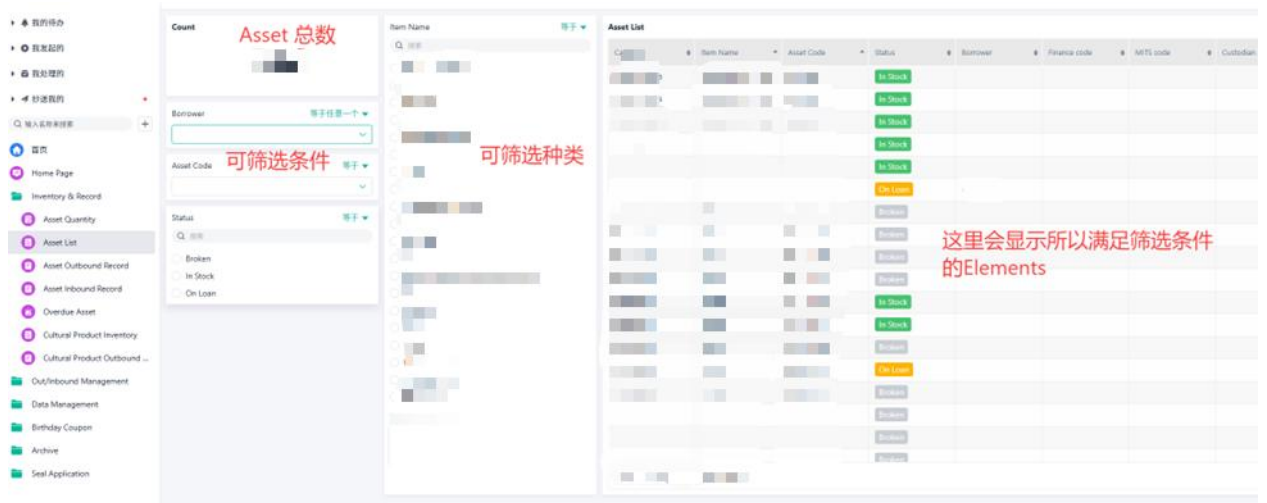 我的待办
我发起的
我处理的
抄送我的
输入名称来搜索
首页
Home Page
Inventory & Record
Asset Quantity
Asset List
Asset Outbound Record
Asset Inbound Record
Overdue Asset
Cultural Product Inventory
Cultural Product Outbound ...
Out/Inbound Management
Data Management
Birthday Coupon
Archive
Seal Application
Count
Asset 总数
Borrower 等于任意一个
可筛选条件
Asset Code 等于
Status 等于
搜索
Broken
In Stock
On Loan
Item Name 等于
搜索
可筛选种类
Asset List
Item Name Asset Code Status Borrower Finance code MITS code Custodian
In Stock
In Stock
In Stock
In Stock
In Stock
On Loan
Broken
Broken
Broken
Broken
In Stock
In Stock
Broken
On Loan
Broken
Broken
Broken
Broken
这里会显示所以满足筛选条件
的Elements